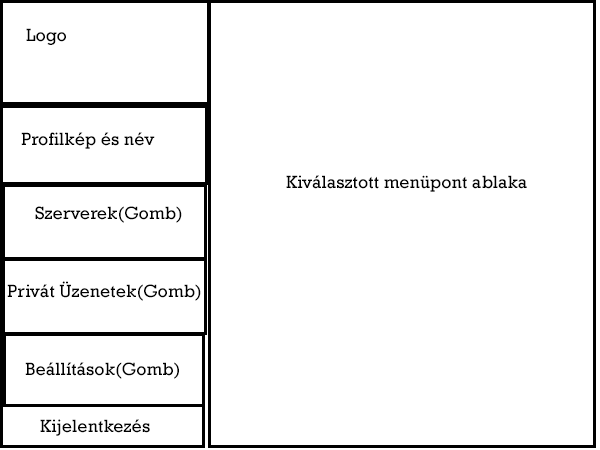 Logo
Profilkép és név
Szerverek(Gomb)
Privát Üzenetek(Gomb)
Beállítások(Gomb)
Kijelentkezés
Kiválasztott menüpont ablaka